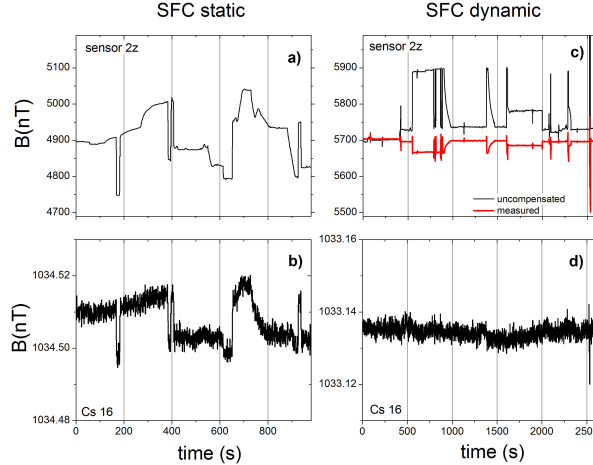 SFC static
SFC dynamic
sensor 2z
a)
B(nT)
5000
4900
4800
4700
sensor 2z
c)
5900
5800
5700
5600
5500
uncompensated
measured
b)
B(nT)
1034.52
1034.50
1034.48
Cs 16
0
200
400
600
800
time (s)
d)
1033.16
1033.14
1033.12
Cs 16
0
500
1000
1500
2000
time (s)